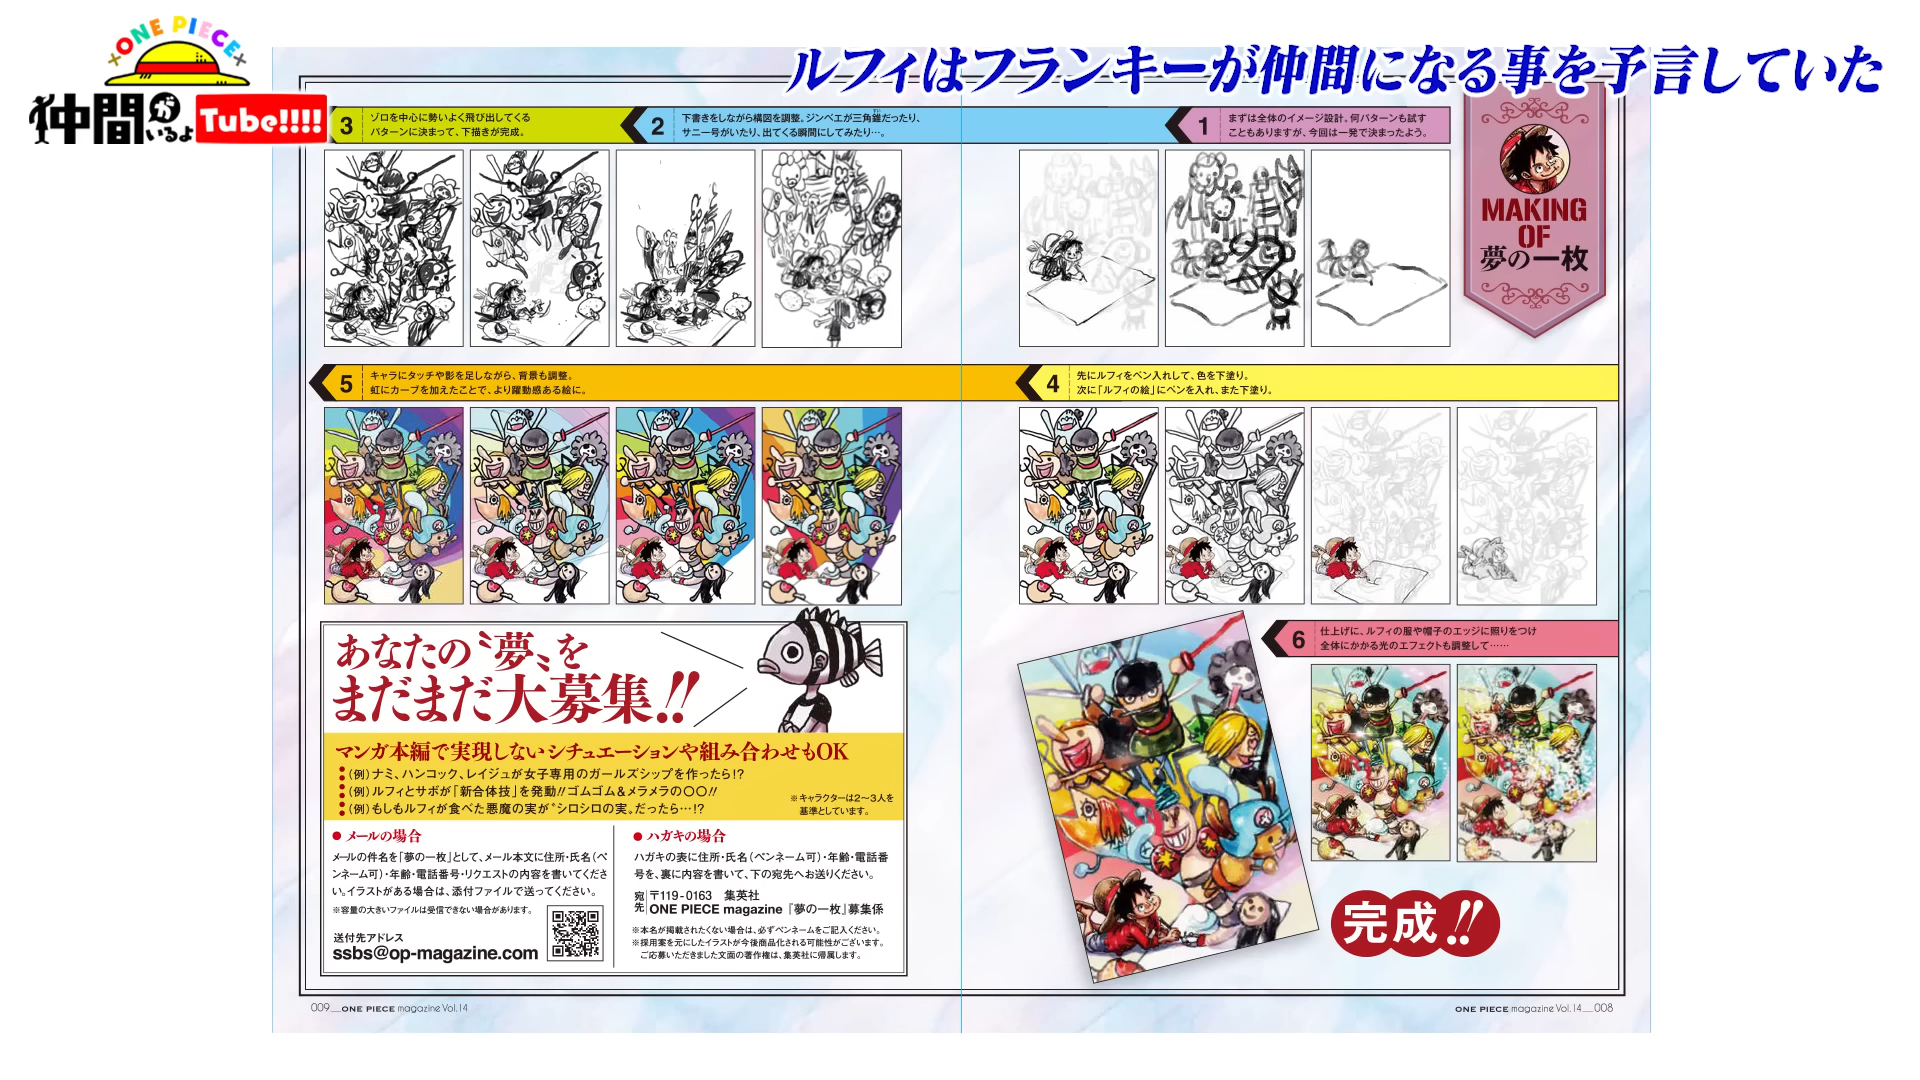 ONE PIECE
仲間がいるよ
Tube!!!!
ルフィはフランキーが仲間になる事を予言していた
MAKING
OF
夢の一枚
1
まずは全体のイメージ設計。何パターンも試す
こともありますが、今回は一発で決まったよう。
2
下書きをしながら構図を調整。ジンベエが三角錐だったり、
サニー号がいたり、出てくる瞬間にしてみたり…。
3
ゾロを中心に勢いよく飛び出してくる
パターンに決まって、下描きが完成。
4
先にルフィをペン入れして、色を下塗り。
次に「ルフィの絵」にペンを入れ、また下塗り。
5
キャラにタッチや影を足しながら、背景も調整。
虹にカーブを加えたことで、より躍動感ある絵に。
6
仕上げに、ルフィの服や帽子のエッジに照りをつけ
全体にかかる光のエフェクトも調整して……
完成!!
あなたの〝夢〟を
まだまだ大募集!!
マンガ本編で実現しないシチュエーションや組み合わせもOK
(例)ナミ、ハンコック、レイジュが女子専用のガールズシップを作ったら!?
(例)ルフィとサボが「新合体技」を発動!!ゴムゴム&メラメラの〇〇!!
(例)もしもルフィが食べた悪魔の実が〝シロシロの実〟だったら…!?
※キャラクターは2〜3人を
基準としています。
●メールの場合
メールの件名を「夢の一枚」として、メール本文に住所・氏名(ペ
ンネーム可)・年齢・電話番号・リクエストの内容を書いてくださ
い。イラストがある場合は、添付ファイルで送ってください。
※容量の大きいファイルは受信できない場合があります。
送付先アドレス
ssbs@op-magazine.com
●ハガキの場合
ハガキの表に住所・氏名(ペンネーム可)・年齢・電話番
号を、裏に内容を書いて、下の宛先へお送りください。
宛先
〒119-0163 集英社
ONE PIECE magazine 『夢の一枚』募集係
※本名が掲載されたくない場合は、必ずペンネームをご記入ください。
※採用案を元にしたイラストが今後商品化される可能性がございます。
ご応募いただきました文面の著作権は、集英社に帰属します。
009__ONE PIECE magazine Vol.14
ONE PIECE magazine Vol.14__008